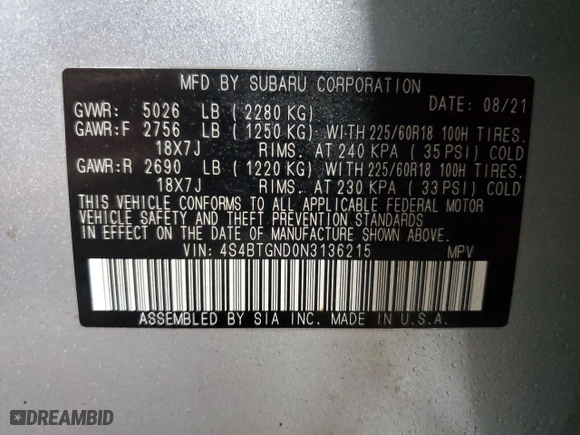 MFD BY SUBARU CORPORATION
GVWR: 5026 LB (2280 KG) DATE: 08/21
GAWR:F 2756 LB (1250 KG) WITH 225/60R18 100H TIRES.
18X7J RIMS. AT 240 KPA (35 PSI) COLD
GAWR:R 2690 LB (1220 KG) WITH 225/60R18 100H TIRES.
18X7J RIMS. AT 230 KPA (33 PSI) COLD
THIS VEHICLE CONFORMS TO ALL APPLICABLE FEDERAL MOTOR
VEHICLE SAFETY AND THEFT PREVENTION STANDARDS
IN EFFECT ON THE DATE OF MANUFACTURE SHOWN ABOVE.
VIN: 4S4BTGND0N3136215 MPV
ASSEMBLED BY SIA INC. MADE IN U.S.A.
DREAMBID